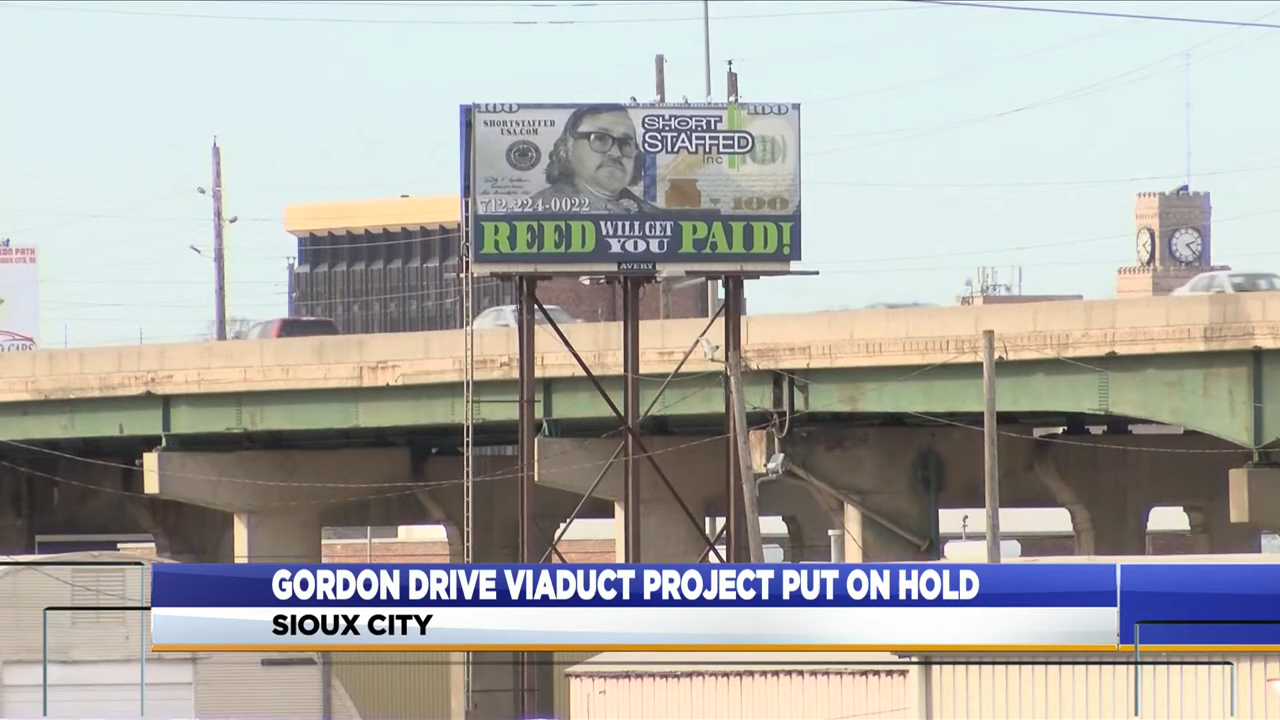 100
100
SHORTSTAFFED
USA.COM
SHORT
STAFFED
Inc
712-224-0022
100
REED WILL GET YOU PAID!
AVERY
GORDON DRIVE VIADUCT PROJECT PUT ON HOLD
SIOUX CITY